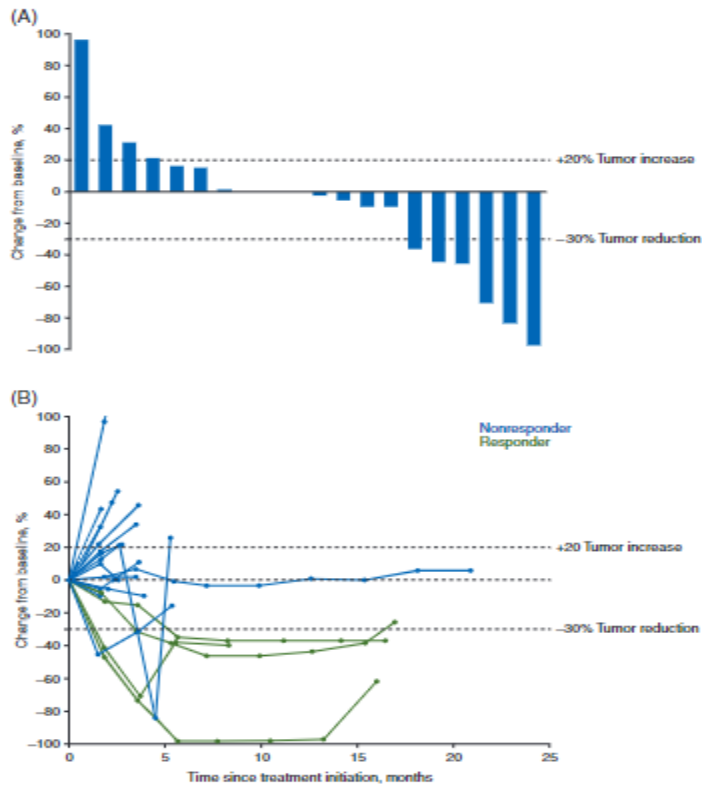 (A)
100
80
60
40
20
0
−20
−40
−60
−80
−100
Change from baseline, %
+20% Tumor increase
−30% Tumor reduction
(B)
100
80
60
40
20
0
−20
−40
−60
−80
−100
Change from baseline, %
Nonresponder
Responder
+20 Tumor increase
−30% Tumor reduction
0 5 10 15 20 25
Time since treatment initiation, months